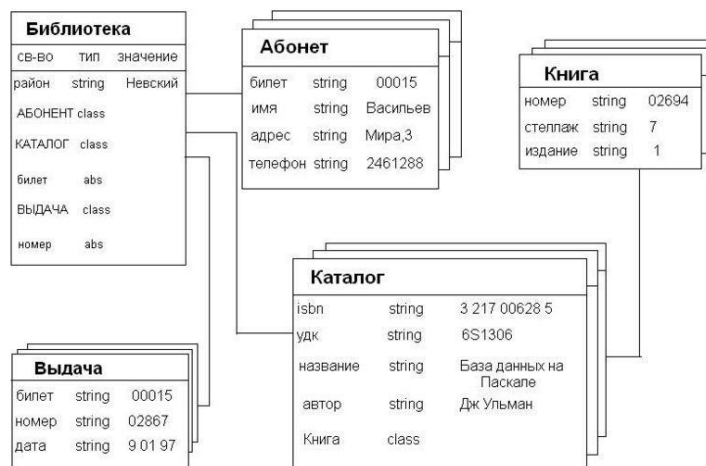 Библиотека
св-во тип значение
район string Невский
АБОНЕНТ class
КАТАЛОГ class
билет abs
ВЫДАЧА class
номер abs
Абонет
билет string 00015
имя string Васильев
адрес string Мира,3
телефон string 2461288
Книга
номер string 02694
стеллаж string 7
издание string 1
Каталог
isbn string 3 217 00628 5
удк string 6S1306
название string База данных на
Паскале
автор string Дж Ульман
Книга class
Выдача
билет string 00015
номер string 02867
дата string 9 01 97